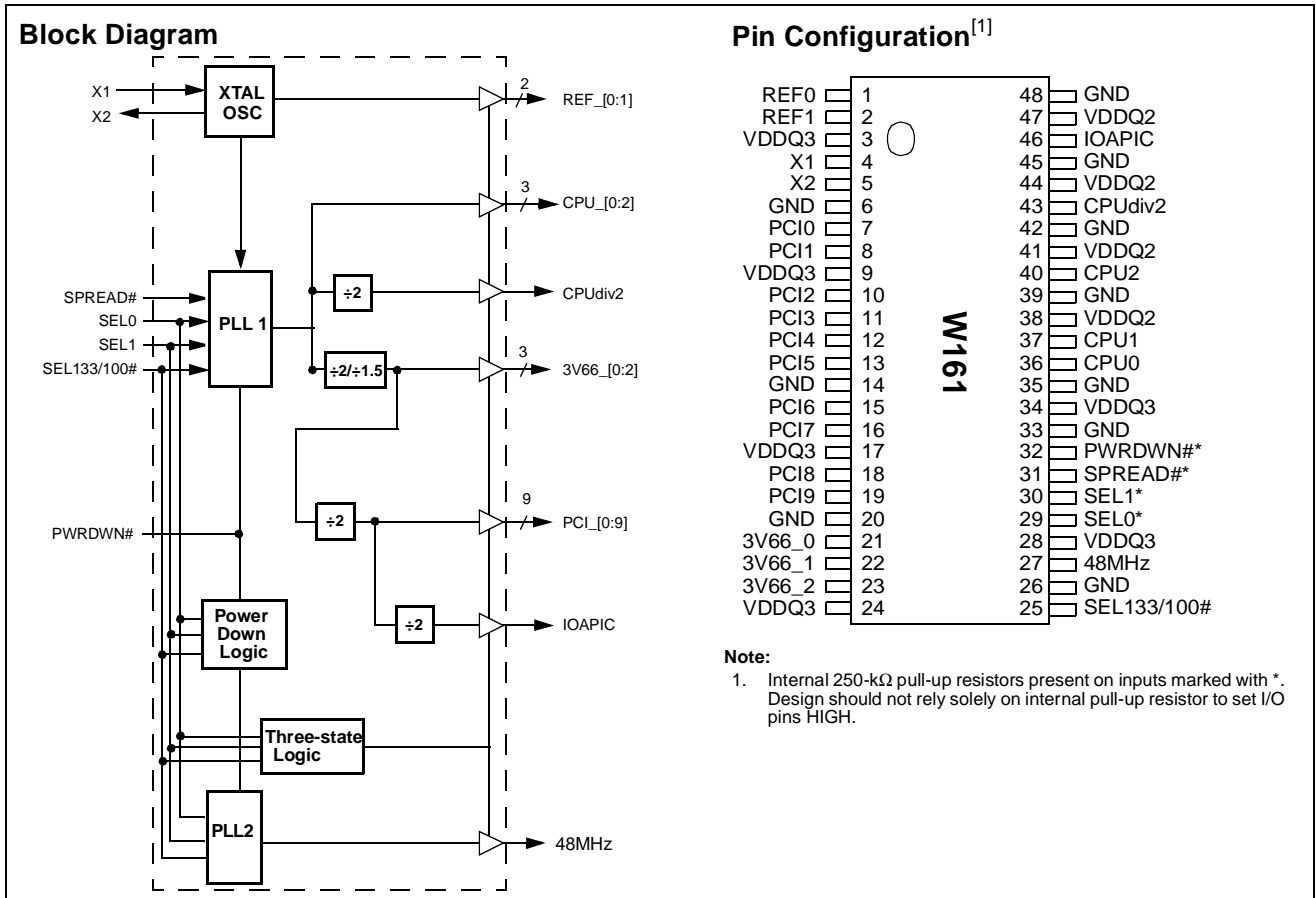 Block Diagram
X1
X2
XTAL
OSC
2
REF_[0:1]
3
CPU_[0:2]
÷2
CPUdiv2
SPREAD#
SEL0
SEL1
SEL133/100#
PLL 1
÷2/÷1.5
3
3V66_[0:2]
÷2
9
PCI_[0:9]
PWRDWN#
Power
Down
Logic
÷2
IOAPIC
Three-state
Logic
PLL2
48MHz
Pin Configuration[1]
REF0 1 48 GND
REF1 2 47 VDDQ2
VDDQ3 3 46 IOAPIC
X1 4 45 GND
X2 5 44 VDDQ2
GND 6 43 CPUdiv2
PCI0 7 42 GND
PCI1 8 41 VDDQ2
VDDQ3 9 40 CPU2
PCI2 10 39 GND
PCI3 11 38 VDDQ2
PCI4 12 37 CPU1
PCI5 13 36 CPU0
GND 14 35 GND
PCI6 15 34 VDDQ3
PCI7 16 33 GND
VDDQ3 17 32 PWRDWN#*
PCI8 18 31 SPREAD#*
PCI9 19 30 SEL1*
GND 20 29 SEL0*
3V66_0 21 28 VDDQ3
3V66_1 22 27 48MHz
3V66_2 23 26 GND
VDDQ3 24 25 SEL133/100#
W161
Note:
1. Internal 250-kΩ pull-up resistors present on inputs marked with *.
Design should not rely solely on internal pull-up resistor to set I/O
pins HIGH.